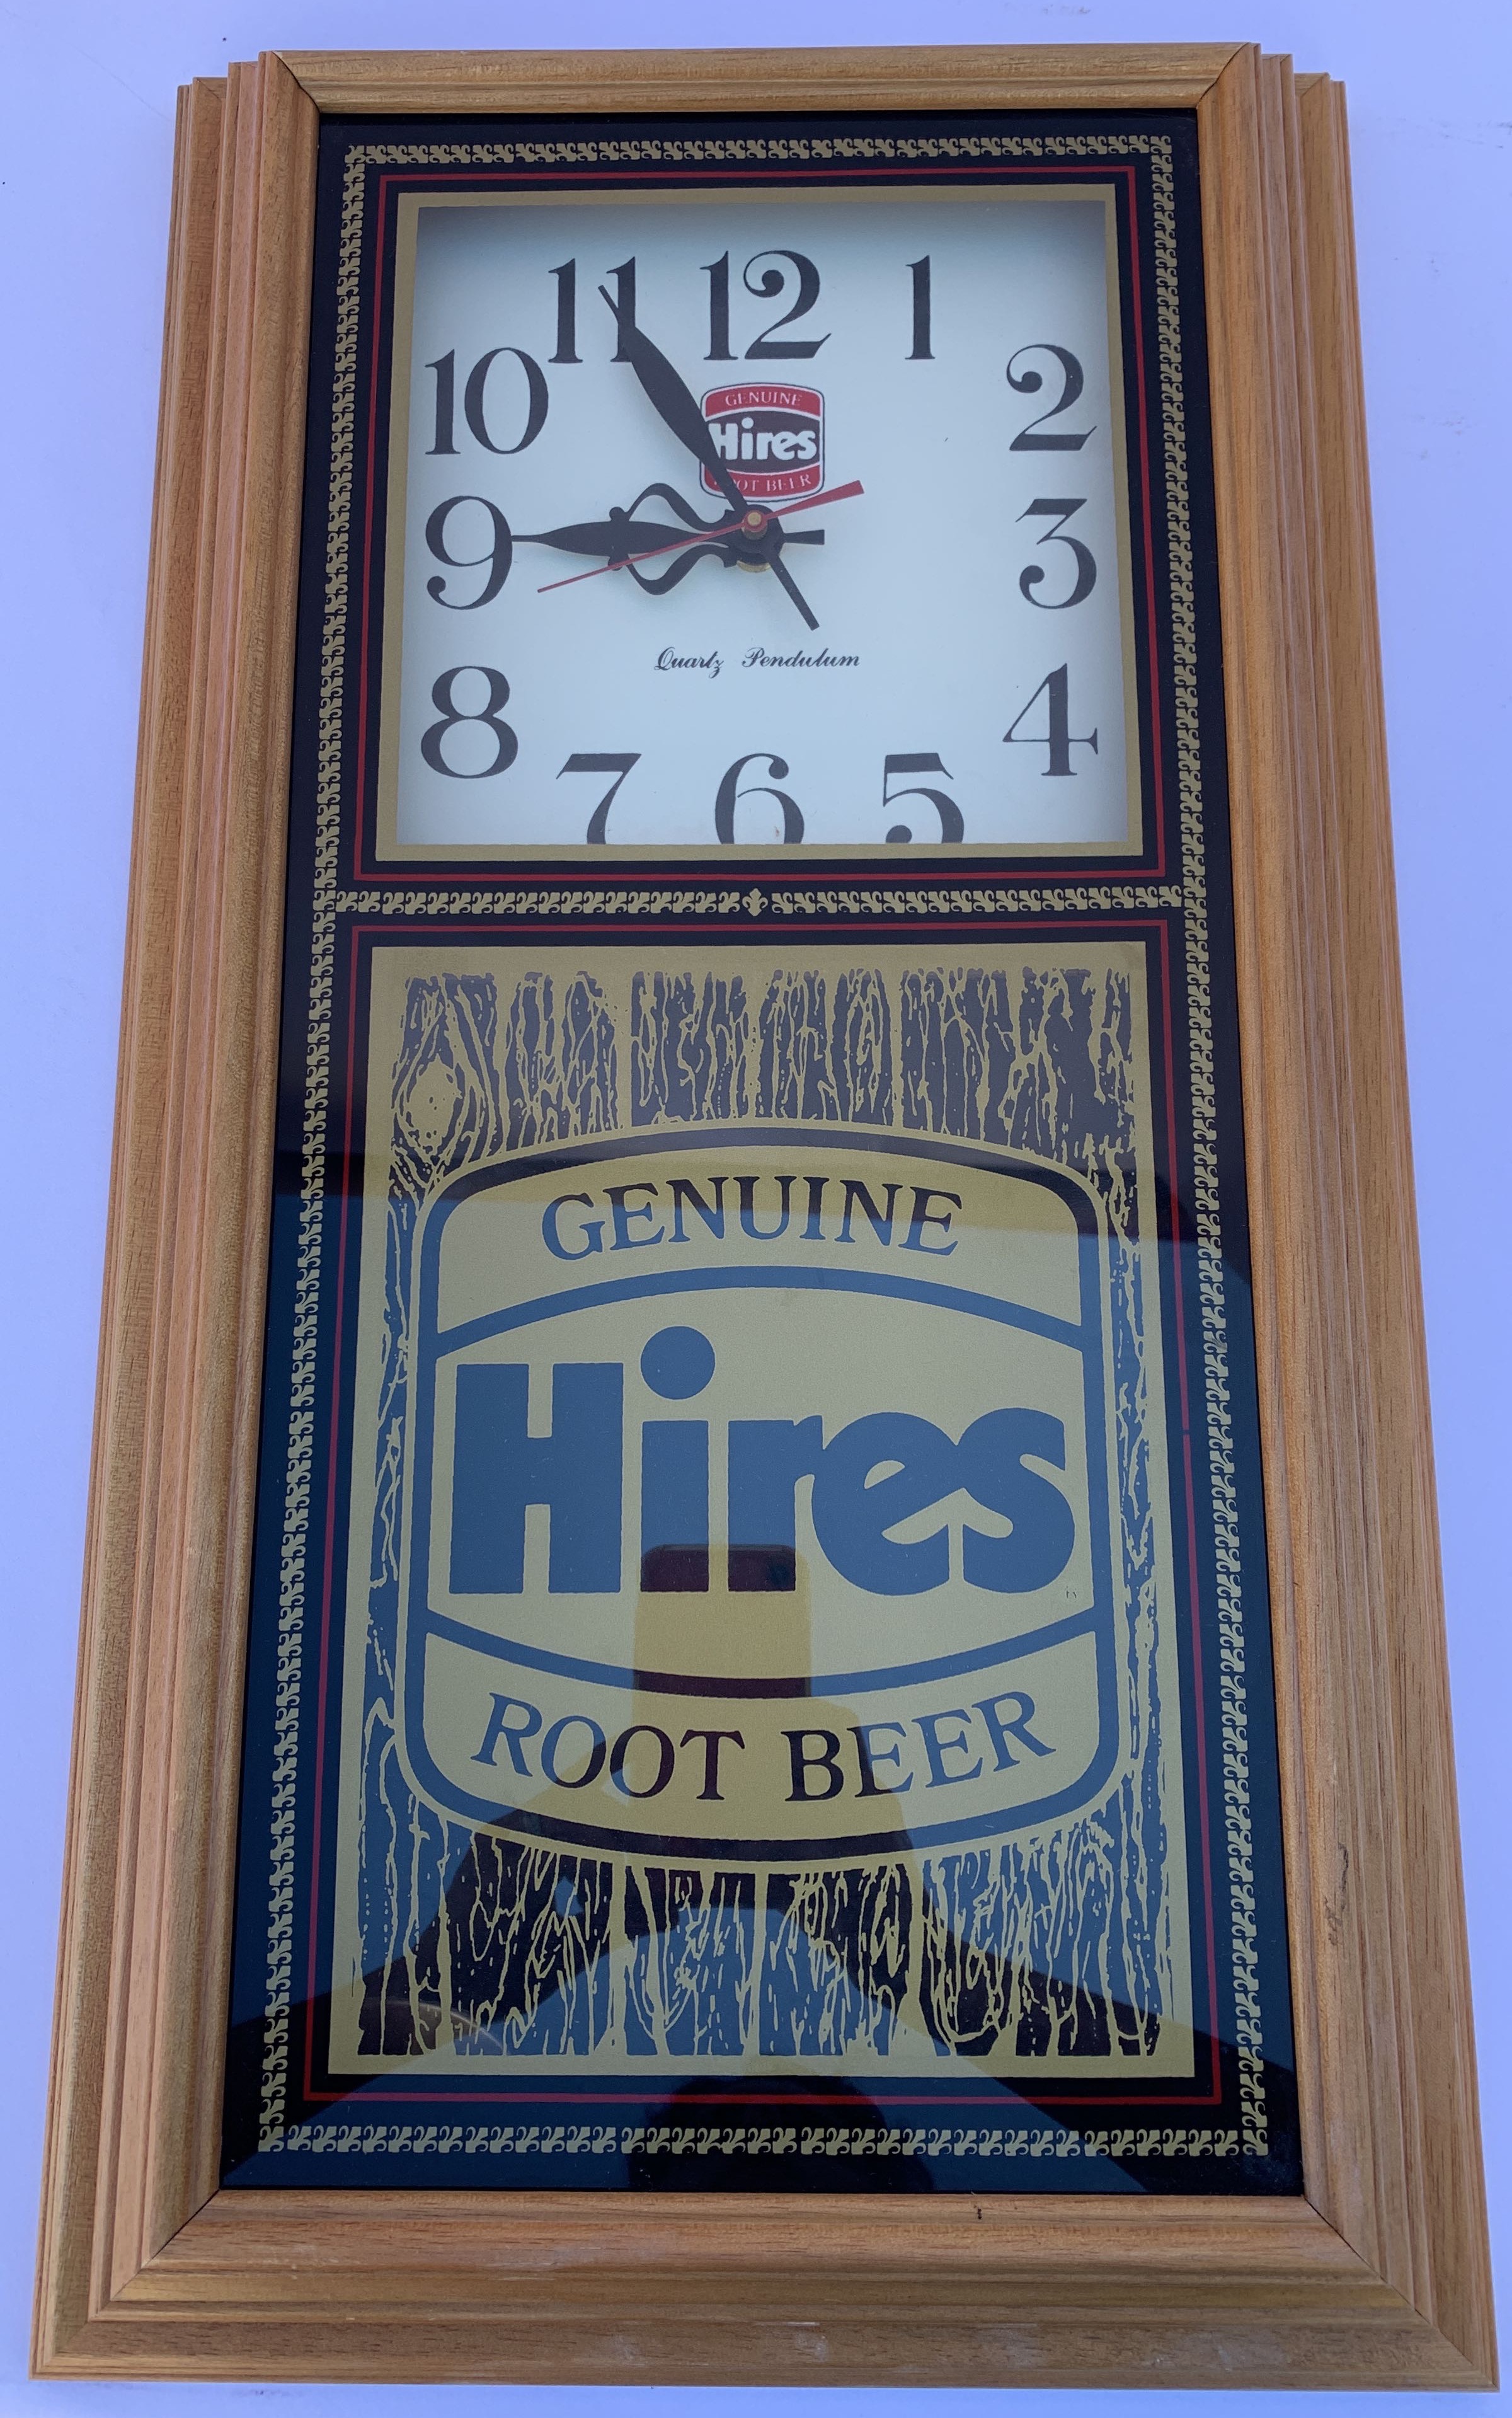 11 12 1
10 2
GENUINE
Hires
ROOT BEER
9 3
Quartz Pendulum
8 4
7 6 5
GENUINE
Hires
ROOT BEER